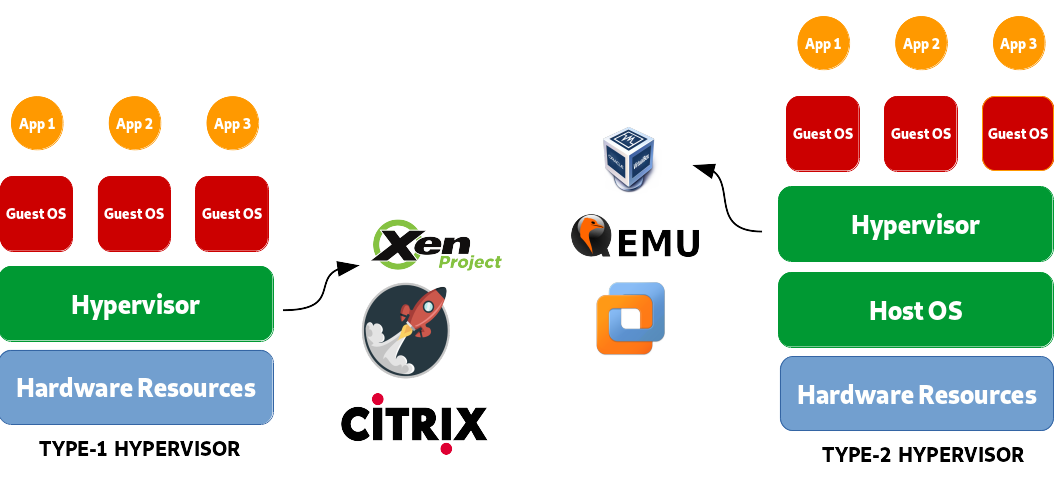 App 1
App 2
App 3
Guest OS
Guest OS
Guest OS
Hypervisor
Hardware Resources
TYPE-1 HYPERVISOR
Xen
Project
CiTRIX
QEMU
App 1
App 2
App 3
Guest OS
Guest OS
Guest OS
Hypervisor
Host OS
Hardware Resources
TYPE-2 HYPERVISOR